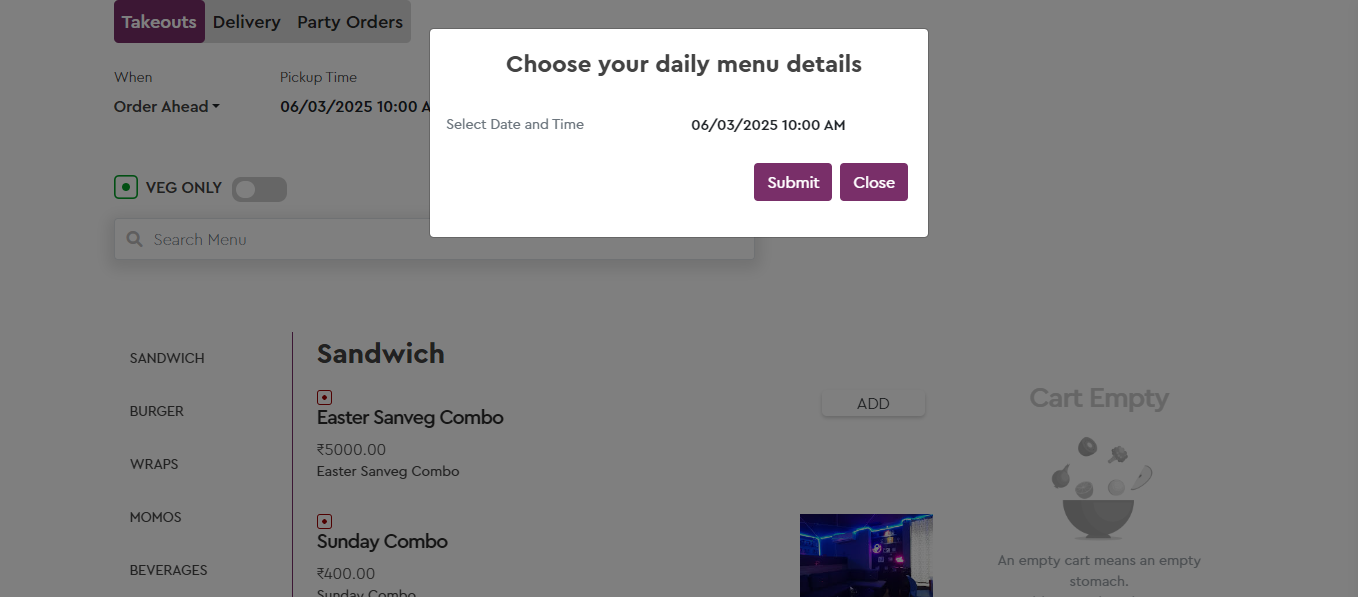 Takeouts Delivery Party Orders
Choose your daily menu details
When Pickup Time
Order Ahead 06/03/2025 10:00 A
Select Date and Time 06/03/2025 10:00 AM
Submit Close
VEG ONLY
Search Menu
SANDWICH
BURGER
WRAPS
MOMOS
BEVERAGES
Sandwich
Easter Sanveg Combo
ADD
₹5000.00
Easter Sanveg Combo
Sunday Combo
₹400.00
Sunday Combo
Cart Empty
An empty cart means an empty
stomach.